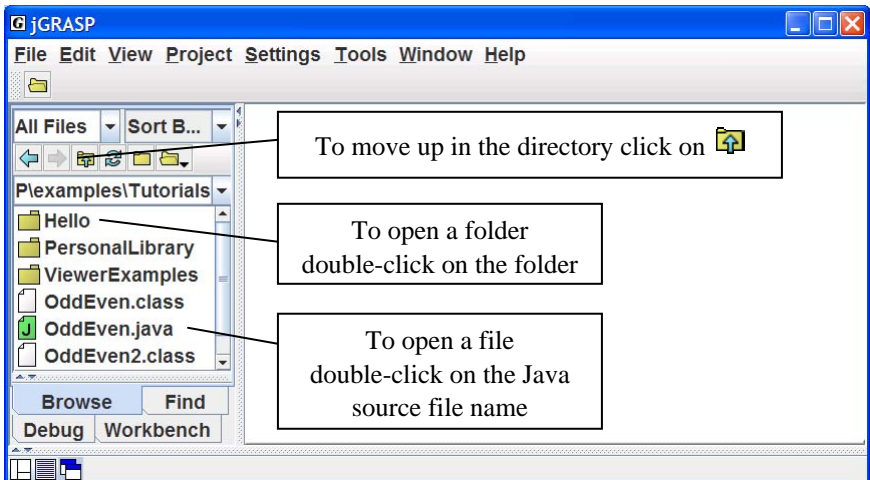 jGRASP
File Edit View Project Settings Tools Window Help
All Files Sort B...
To move up in the directory click on
P\examples\Tutorials
Hello
PersonalLibrary
ViewerExamples
OddEven.class
J OddEven.java
OddEven2.class
To open a folder
double-click on the folder
To open a file
double-click on the Java
source file name
Browse Find
Debug Workbench